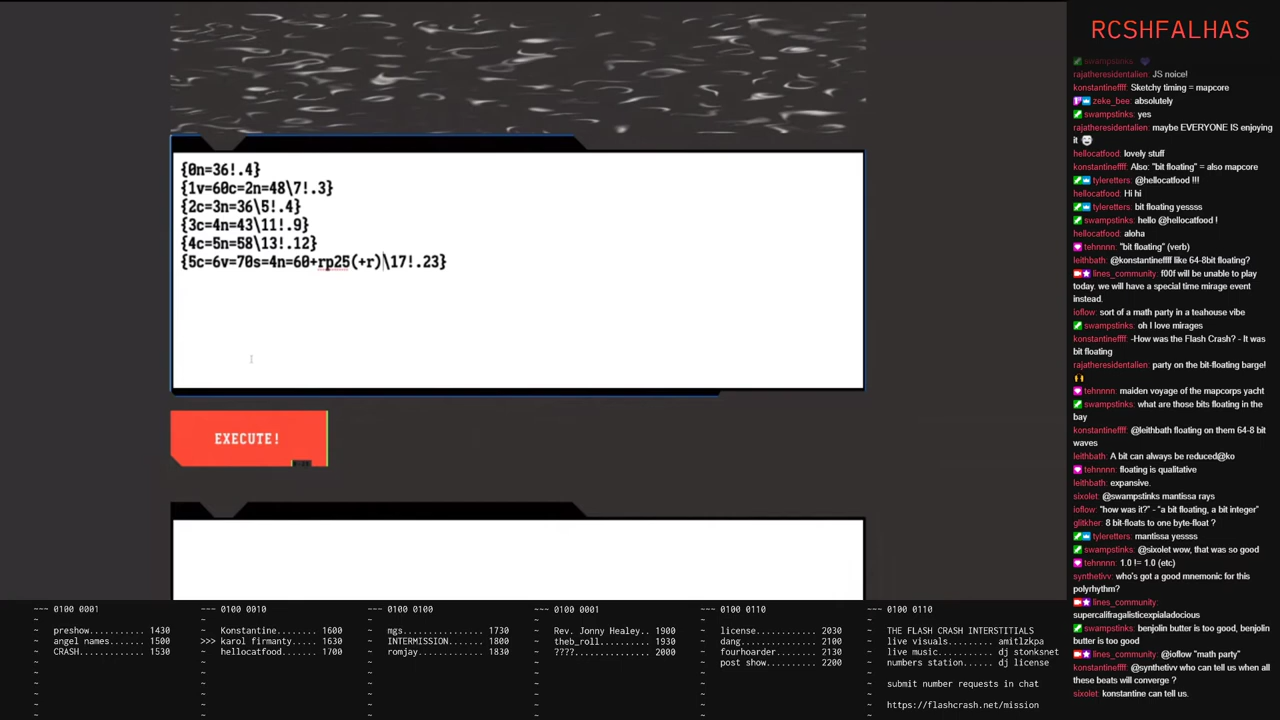 {0n=36!.4}
{1v=60c=2n=48\7!.3}
{2c=3n=36\5!.4}
{3c=4n=43\11!.9}
{4c=5n=58\13!.12}
{5c=6v=70s=4n=60+rp25(+r)\17!.23}
EXECUTE!
RCSHFALHAS
swampstinks:
rajatheresidentalien: JS noice!
konstantineffff: Sketchy timing = mapcore
zeke_bee: absolutely
swampstinks: yes
rajatheresidentalien: maybe EVERYONE IS enjoying
it
hellocatfood: lovely stuff
konstantineffff: Also: "bit floating" = also mapcore
tyleretters: @hellocatfood !!!
hellocatfood: Hi hi
tyleretters: bit floating yessss
swampstinks: hello @hellocatfood !
hellocatfood: aloha
tehnnnn: "bit floating" (verb)
leithbath: @konstantineffff like 64-8bit floating?
lines_community: f00f will be unable to play
today. we will have a special time mirage event
instead.
ioflow: sort of a math party in a teahouse vibe
swampstinks: oh I love mirages
konstantineffff: -How was the Flash Crash? - It was
bit floating
rajatheresidentalien: party on the bit-floating barge!
tehnnnn: maiden voyage of the mapcorps yacht
swampstinks: what are those bits floating in the
bay
konstantineffff: @leithbath floating on them 64-8 bit
waves
leithbath: A bit can always be reduced@ko
tehnnnn: floating is qualitative
leithbath: expansive.
sixolet: @swampstinks mantissa rays
ioflow: "how was it?" - "a bit floating, a bit integer"
glitkher: 8 bit-floats to one byte-float ?
tyleretters: mantissa yessss
swampstinks: @sixolet wow, that was so good
tehnnnn: 1.0 != 1.0 (etc)
synthetivv: who's got a good mnemonic for this
polyrhythm?
lines_community:
supercalifragalisticexpialadocious
swampstinks: benjolin butter is too good, benjolin
butter is too good
lines_community: @ioflow "math party"
konstantineffff: @synthetivv who can tell us when all
these beats will converge ?
sixolet: konstantine can tell us.
~~~ 0100 0001
~ preshow.......... 1430
~ angel names...... 1500
~ CRASH............ 1530
~~~ 0100 0010
~ Konstantine....... 1600
>>> karol firmanty.... 1630
~ hellocatfood...... 1700
~~~ 0100 0100
~ mgs............... 1730
~ INTERMISSION...... 1800
~ romjay............ 1830
~~~ 0100 0001
~ Rev. Jonny Healey.. 1900
~ tbeb_roll.......... 1930
~ ????............... 2000
~~~ 0100 0110
~ license........... 2030
~ dang.............. 2100
~ fourhoarder....... 2130
~ post show......... 2200
~~~ 0100 0110
~ THE FLASH CRASH INTERSTITIALS
~ live visuals..... amitlzkpa
~ live music....... dj stonksnet
~ numbers station.. dj license
~ submit number requests in chat
~ https://flashcrash.net/mission